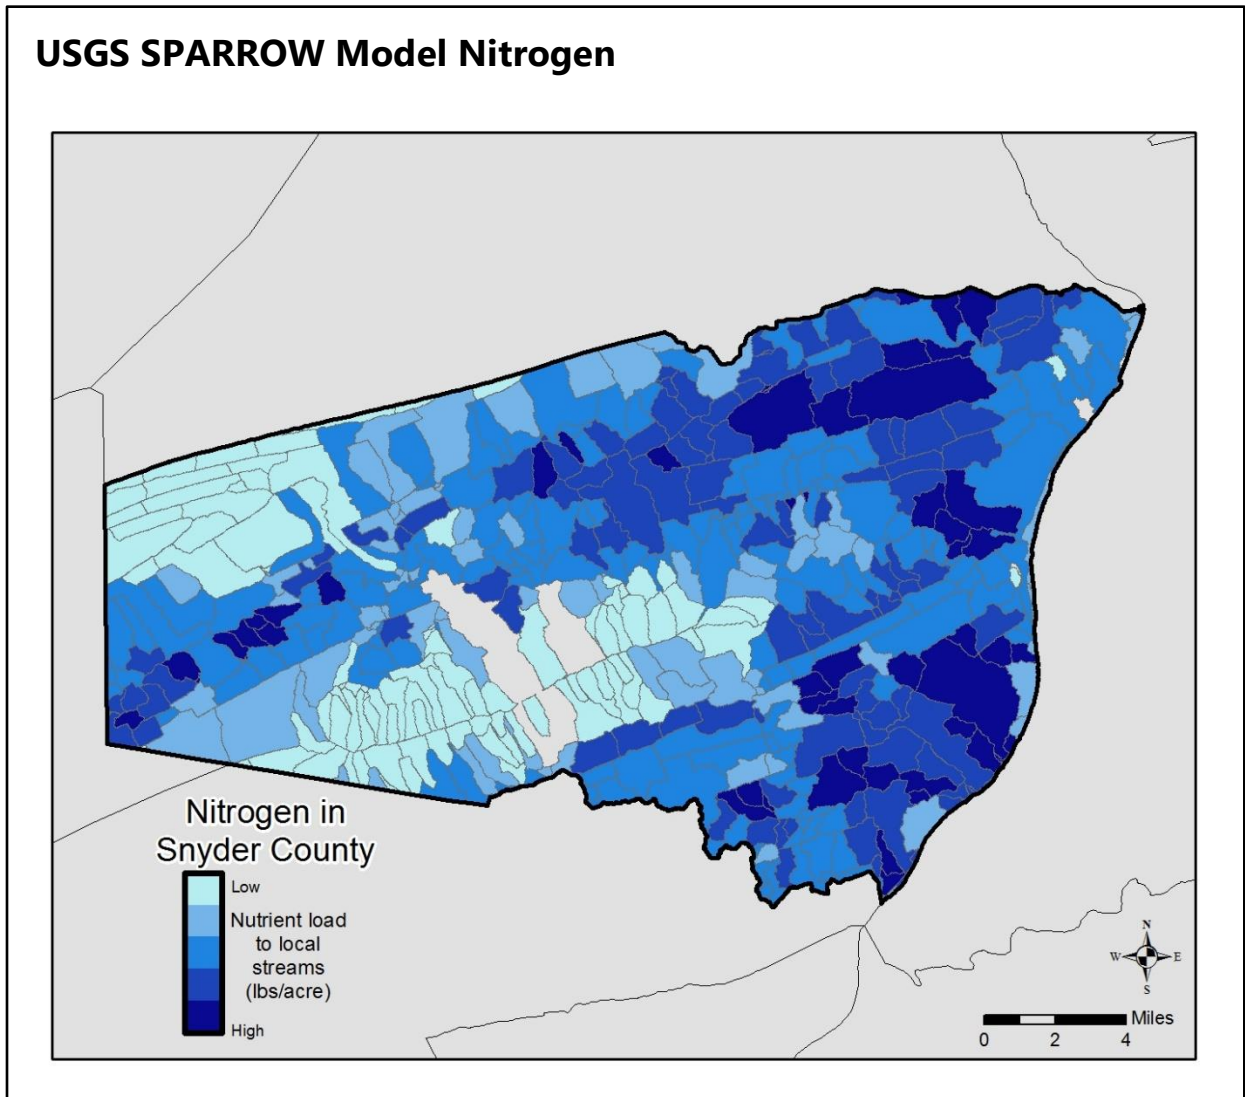 USGS SPARROW Model Nitrogen
Nitrogen in
Snyder County
Low
Nutrient load
to local
streams
(lbs/acre)
High
N
W
E
S
Miles
0 2 4